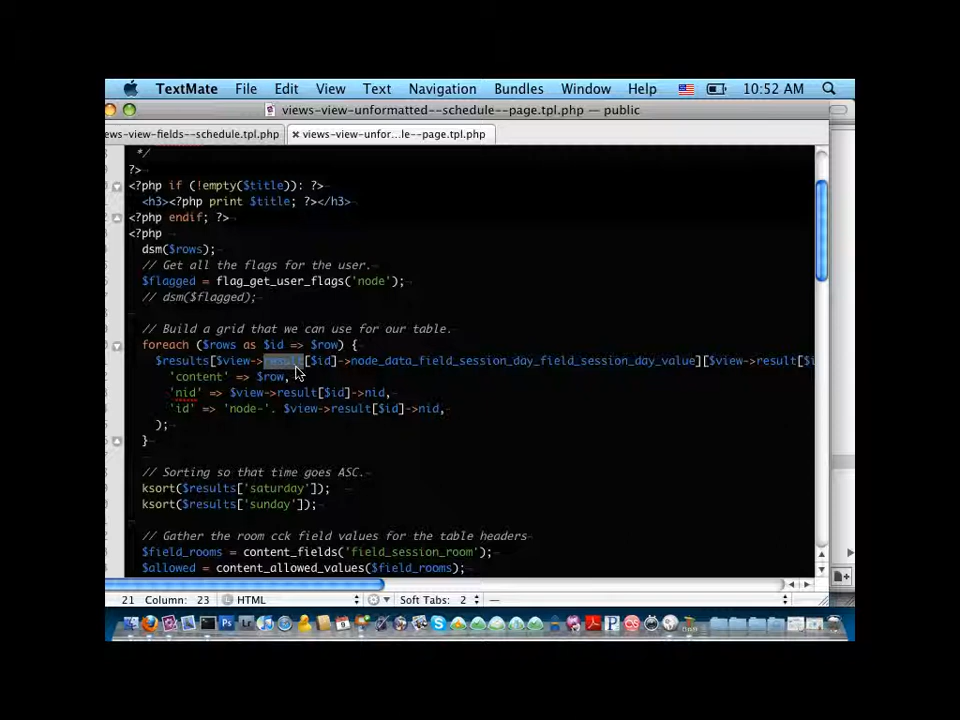 TextMate File Edit View Text Navigation Bundles Window Help 10:52 AM
views-view-unformatted--schedule--page.tpl.php — public
ews-view-fields--schedule.tpl.php × views-view-unfor...le--page.tpl.php
*/
?>
<?php if (!empty($title)): ?>
<h3><?php print $title; ?></h3>
<?php endif; ?>
<?php
dsm($rows);
// Get all the flags for the user.
$flagged = flag_get_user_flags('node');
// dsm($flagged);
// Build a grid that we can use for our table.
foreach ($rows as $id => $row) {
$results[$view->result[$id]->node_data_field_session_day_field_session_day_value][$view->result[$i
'content' => $row,
'nid' => $view->result[$id]->nid,
'id' => 'node-'. $view->result[$id]->nid,
);
}
// Sorting so that time goes ASC.
ksort($results['saturday']);
ksort($results['sunday']);
// Gather the room cck field values for the table headers
$field_rooms = content_fields('field_session_room');
$allowed = content_allowed_values($field_rooms);
21 Column: 23 HTML Soft Tabs: 2 —